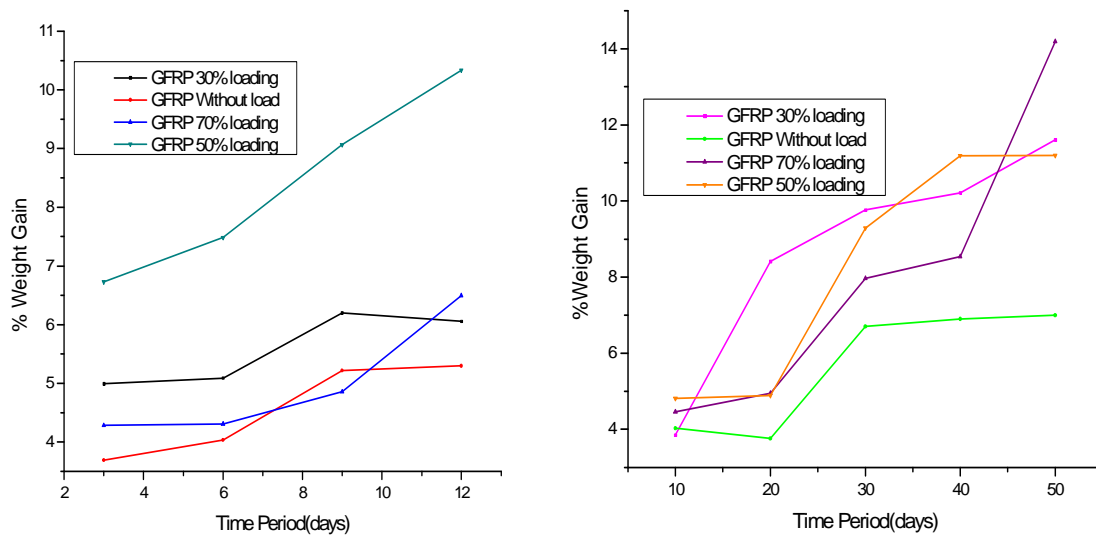 11
10
9
8
7
6
5
4
% Weight Gain
GFRP 30% loading
GFRP Without load
GFRP 70% loading
GFRP 50% loading
2 4 6 8 10 12
Time Period(days)
14
12
10
8
6
4
%Weight Gain
GFRP 30% loading
GFRP Without load
GFRP 70% loading
GFRP 50% loading
10 20 30 40 50
Time Period(days)